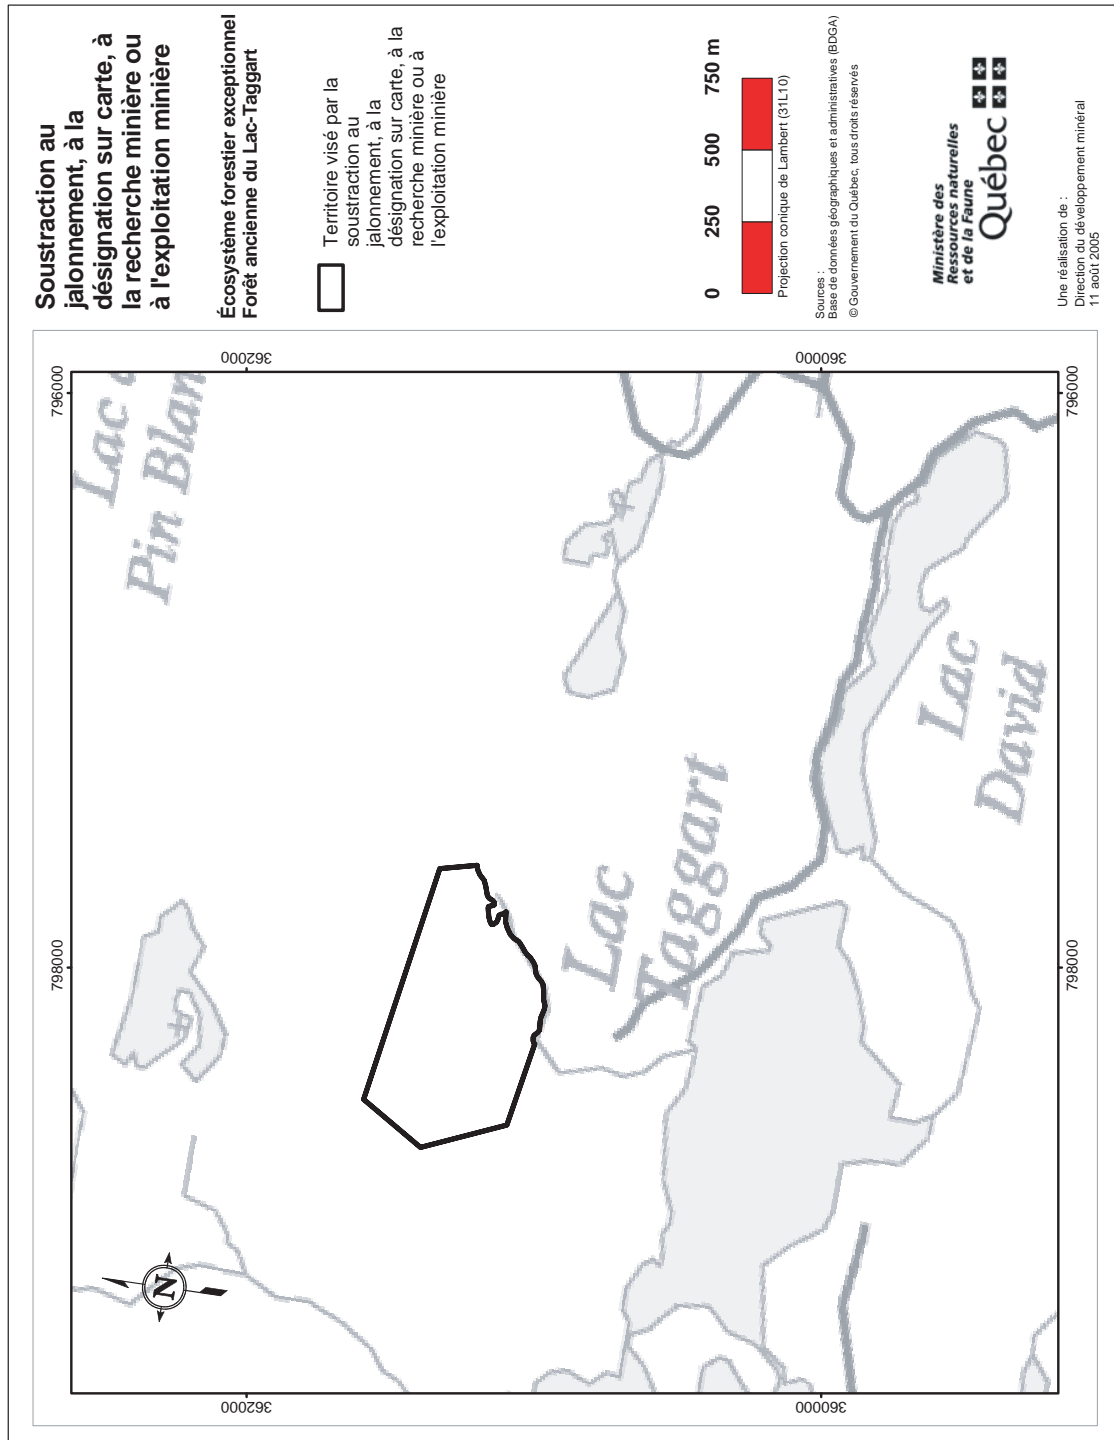 Soustraction au
jalonnement, à la
désignation sur carte, à
la recherche minière ou
à l'exploitation minière
Écosystème forestier exceptionnel
Forêt ancienne du Lac-Taggart
Territoire visé par la
soustraction au
jalonnement, à la
désignation sur carte, à la
recherche minière ou à
l'exploitation minière
0 250 500 750 m
Projection conique de Lambert (31L10)
Sources :
Base de données géographiques et administratives (BDGA)
© Gouvernement du Québec, tous droits réservés
Ministère des
Ressources naturelles
et de la Faune
Québec
Une réalisation de :
Direction du développement minéral
11 août 2005
362000
360000
796000
796000
798000
798000
362000
360000
N
Lac
Pin Blan
Lac
Taggart
Lac
David